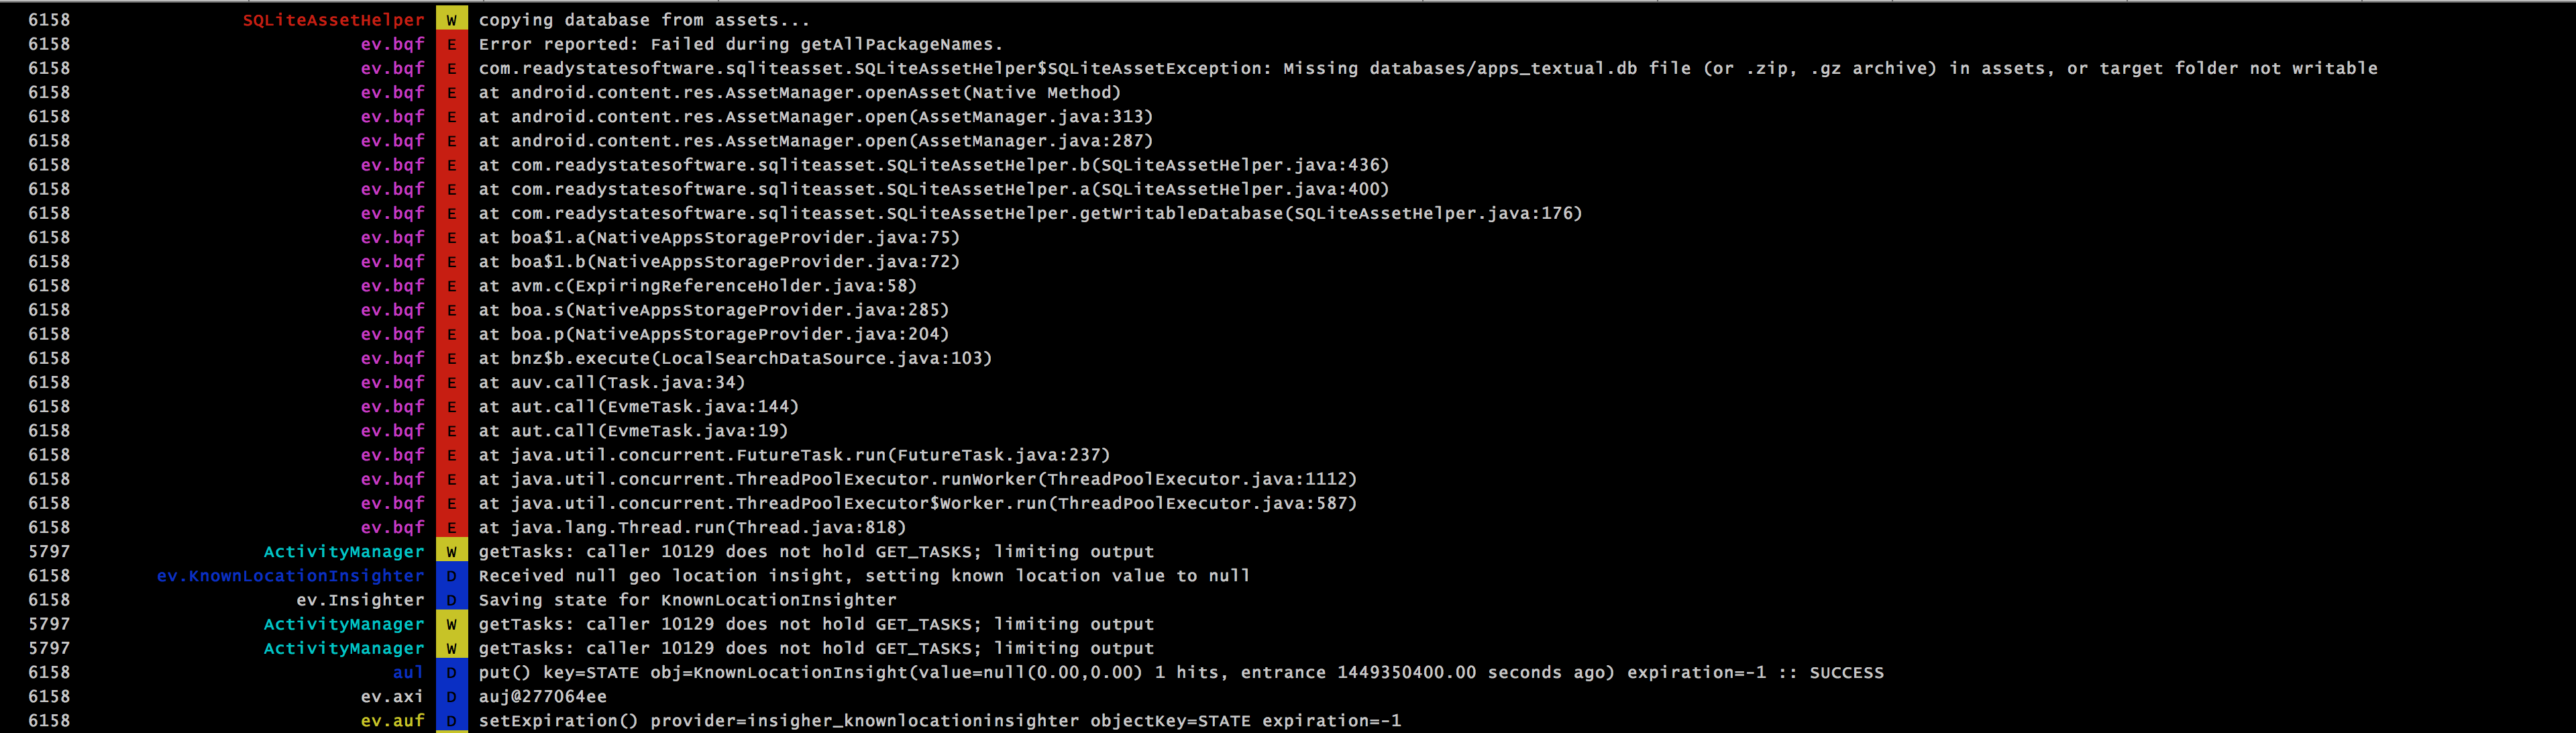 6158 SQLiteAssetHelper W copying database from assets...
6158 ev.bqf E Error reported: Failed during getAllPackageNames.
6158 ev.bqf E com.readystatesoftware.sqliteasset.SQLiteAssetHelper$SQLiteAssetException: Missing databases/apps_textual.db file (or .zip, .gz archive) in assets, or target folder not writable
6158 ev.bqf E at android.content.res.AssetManager.openAsset(Native Method)
6158 ev.bqf E at android.content.res.AssetManager.open(AssetManager.java:313)
6158 ev.bqf E at android.content.res.AssetManager.open(AssetManager.java:287)
6158 ev.bqf E at com.readystatesoftware.sqliteasset.SQLiteAssetHelper.b(SQLiteAssetHelper.java:436)
6158 ev.bqf E at com.readystatesoftware.sqliteasset.SQLiteAssetHelper.a(SQLiteAssetHelper.java:400)
6158 ev.bqf E at com.readystatesoftware.sqliteasset.SQLiteAssetHelper.getWritableDatabase(SQLiteAssetHelper.java:176)
6158 ev.bqf E at boa$1.a(NativeAppsStorageProvider.java:75)
6158 ev.bqf E at boa$1.b(NativeAppsStorageProvider.java:72)
6158 ev.bqf E at avm.c(ExpiringReferenceHolder.java:58)
6158 ev.bqf E at boa.s(NativeAppsStorageProvider.java:285)
6158 ev.bqf E at boa.p(NativeAppsStorageProvider.java:204)
6158 ev.bqf E at bnz$b.execute(LocalSearchDataSource.java:103)
6158 ev.bqf E at auv.call(Task.java:34)
6158 ev.bqf E at aut.call(EvmeTask.java:144)
6158 ev.bqf E at aut.call(EvmeTask.java:19)
6158 ev.bqf E at java.util.concurrent.FutureTask.run(FutureTask.java:237)
6158 ev.bqf E at java.util.concurrent.ThreadPoolExecutor.runWorker(ThreadPoolExecutor.java:1112)
6158 ev.bqf E at java.util.concurrent.ThreadPoolExecutor$Worker.run(ThreadPoolExecutor.java:587)
6158 ev.bqf E at java.lang.Thread.run(Thread.java:818)
5797 ActivityManager W getTasks: caller 10129 does not hold GET_TASKS; limiting output
6158 ev.KnownLocationInsighter D Received null geo location insight, setting known location value to null
6158 ev.Insighter D Saving state for KnownLocationInsighter
5797 ActivityManager W getTasks: caller 10129 does not hold GET_TASKS; limiting output
5797 ActivityManager W getTasks: caller 10129 does not hold GET_TASKS; limiting output
6158 aul D put() key=STATE obj=KnownLocationInsight(value=null(0.00,0.00) 1 hits, entrance 1449350400.00 seconds ago) expiration=-1 :: SUCCESS
6158 ev.axi D auj@277064ee
6158 ev.auf D setExpiration() provider=insigher_knownlocationinsighter objectKey=STATE expiration=-1